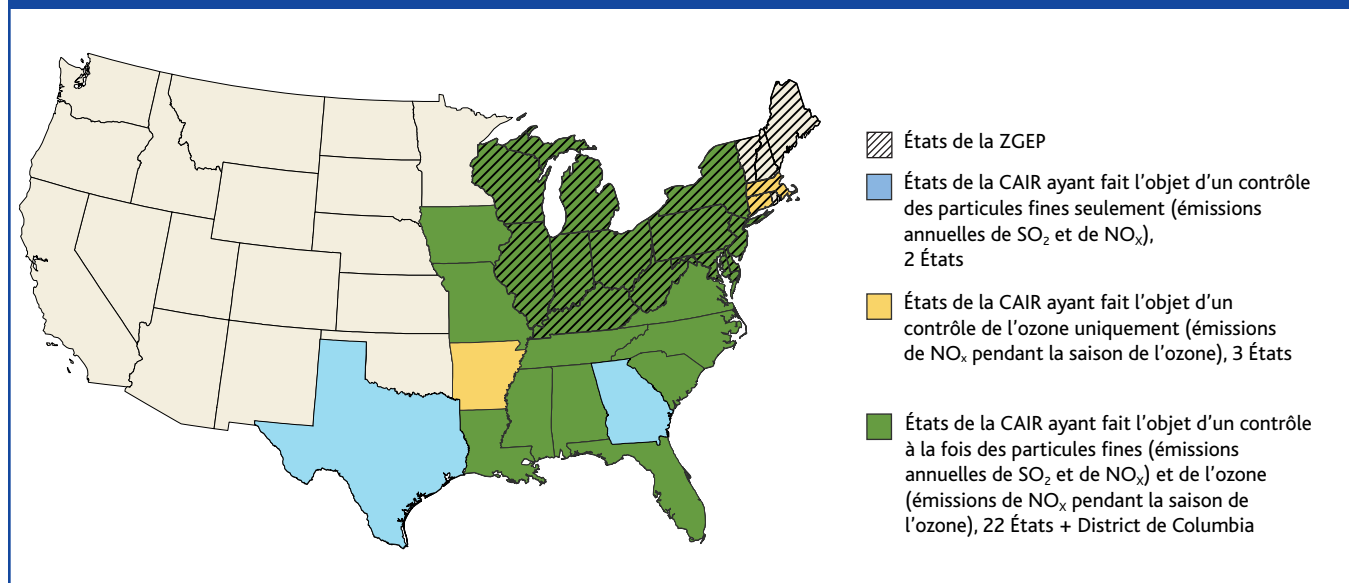 États de la ZGEP
États de la CAIR ayant fait l'objet d'un contrôle
des particules fines seulement (émissions
annuelles de SO₂ et de NOₓ),
2 États
États de la CAIR ayant fait l'objet d'un
contrôle de l'ozone uniquement (émissions
de NOₓ pendant la saison de l'ozone), 3 États
États de la CAIR ayant fait l'objet d'un contrôle
à la fois des particules fines (émissions
annuelles de SO₂ et de NOₓ) et de l'ozone
(émissions de NOₓ pendant la saison de
l'ozone), 22 États + District de Columbia